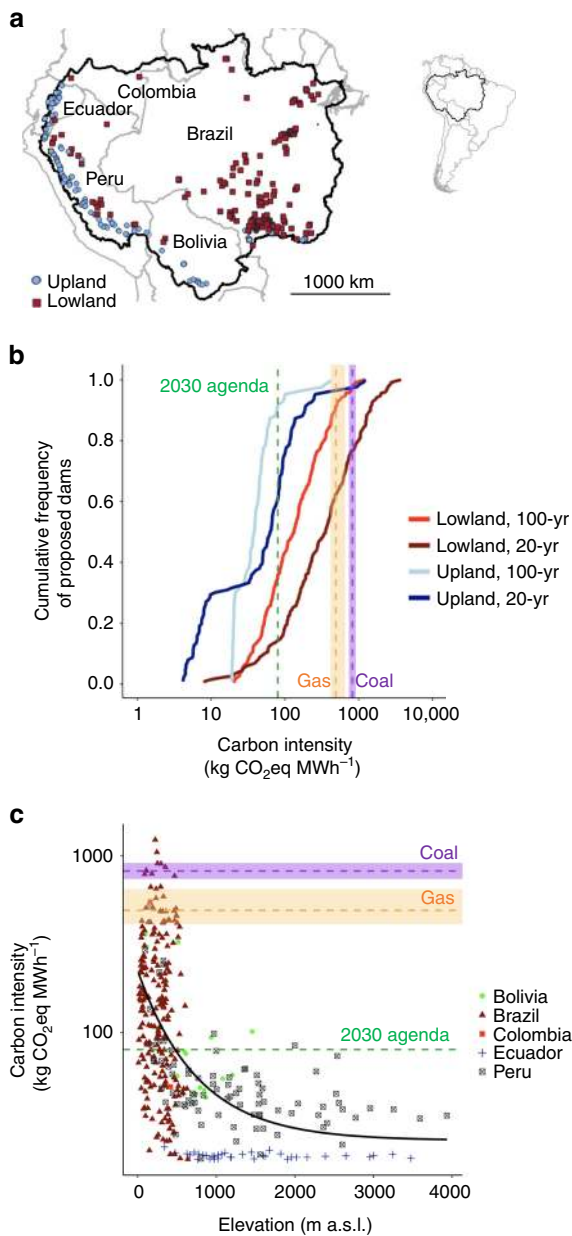 a
Colombia
Ecuador
Brazil
Peru
Bolivia
Upland
Lowland
1000 km
b
2030 agenda
1.0
0.8
0.6
0.4
0.2
0.0
Cumulative frequency
of proposed dams
Gas
Coal
1
10
100
1000
10,000
Carbon intensity
(kg CO₂eq MWh⁻¹)
Lowland, 100-yr
Lowland, 20-yr
Upland, 100-yr
Upland, 20-yr
c
Coal
Gas
2030 agenda
1000
100
Carbon intensity
(kg CO₂eq MWh⁻¹)
0
1000
2000
3000
4000
Elevation (m a.s.l.)
Bolivia
Brazil
Colombia
Ecuador
Peru